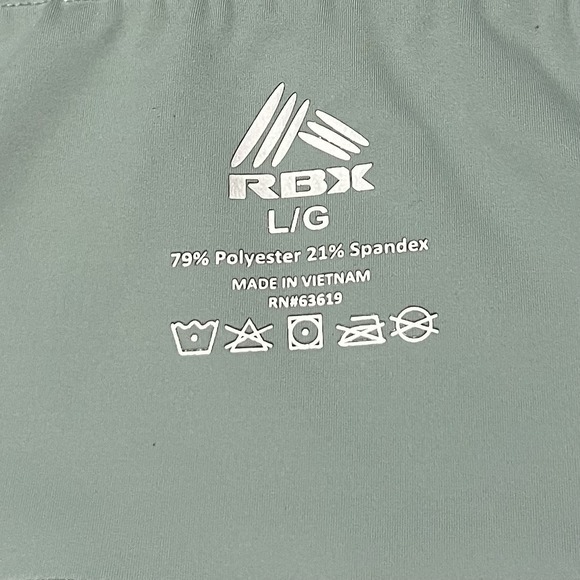 RBX
L/G
79% Polyester 21% Spandex
MADE IN VIETNAM
RN#63619